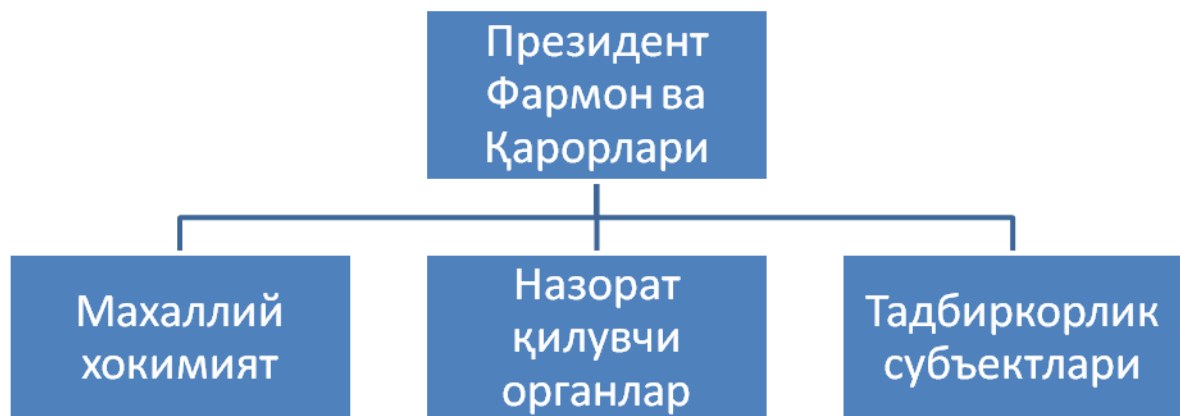 Президент
Фармон ва
Қарорлари
Махаллий
хокимият
Назорат
қилувчи
органлар
Тадбиркорлик
субъектлари